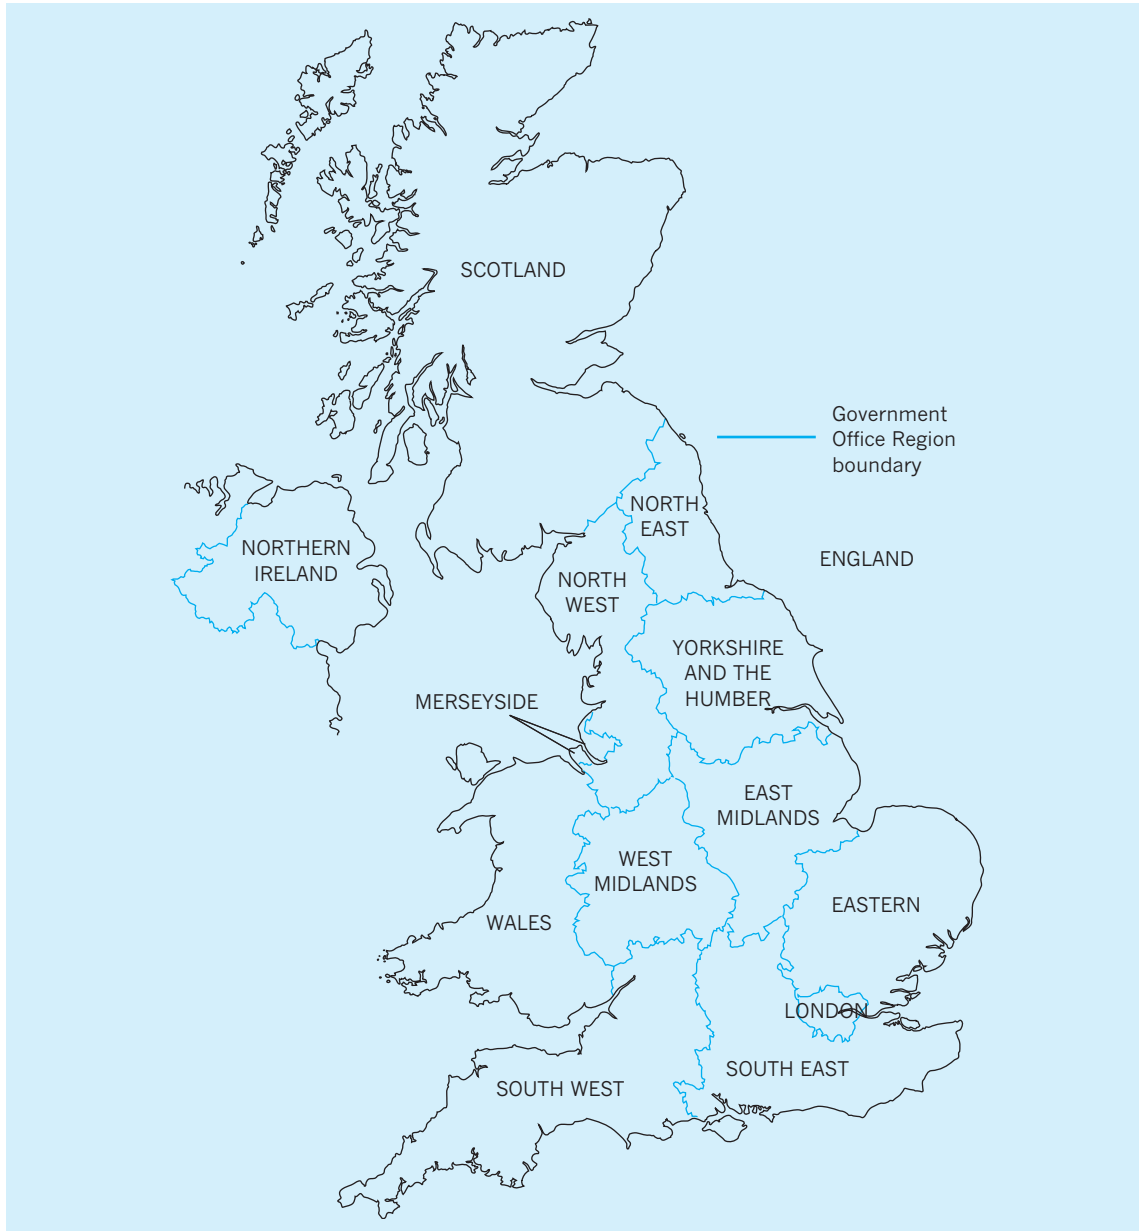 SCOTLAND
Government
Office Region
boundary
NORTH
EAST
NORTHERN
IRELAND
ENGLAND
NORTH
WEST
YORKSHIRE
AND THE
HUMBER
MERSEYSIDE
EAST
MIDLANDS
WEST
MIDLANDS
EASTERN
WALES
LONDON
SOUTH EAST
SOUTH WEST